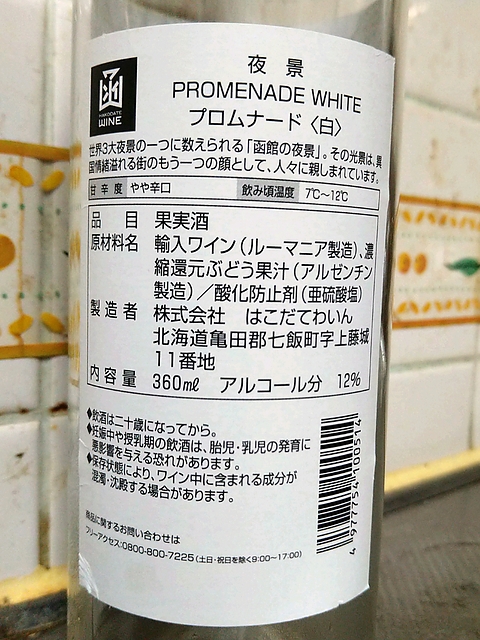 函
HAKODATE
WINE
夜景
PROMENADE WHITE
プロムナード〈白〉
世界3大夜景の一つに数えられる「函館の夜景」。その光景は、異
国情緒溢れる街のもう一つの顔として、人々に親しまれています。
甘辛度 やや辛口 飲み頃温度 7℃〜12℃
品目 果実酒
原材料名 輸入ワイン(ルーマニア製造)、濃
縮還元ぶどう果汁(アルゼンチン
製造)/酸化防止剤(亜硫酸塩)
製造者 株式会社 はこだてわいん
北海道亀田郡七飯町字上藤城
11番地
内容量 360㎖ アルコール分 12%
◆飲酒は二十歳になってから。
◆妊娠中や授乳期の飲酒は、胎児・乳児の発育に
悪影響を与える恐れがあります。
◆保存状態により、ワイン中に含まれる成分が
混濁・沈殿する場合があります。
商品に関するお問い合わせは
フリーアクセス:0800-800-7225(土日・祝日を除く9:00〜17:00)
4 977754 100514